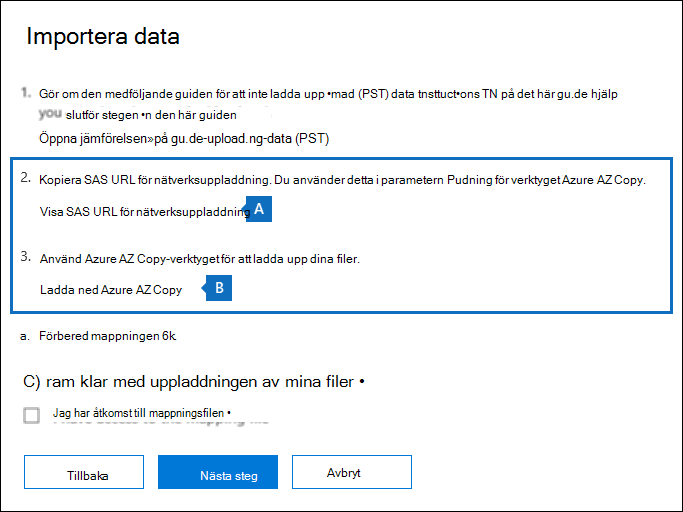 Importera data
1. Gör om den medföljande guiden för att inte ladda upp •mad (PST) data tnsttuct•ons TN på det här gu.de hjälp
you slutför stegen •n den här guiden
Öppna jämförelsen»på gu.de-upload.ng-data (PST)
2. Kopiera SAS URL för nätverksuppladdning. Du använder detta i parametern Pudning för verktyget Azure AZ Copy.
Visa SAS URL för nätverksuppladdning A
3. Använd Azure AZ Copy-verktyget för att ladda upp dina filer.
Ladda ned Azure AZ Copy B
a. Förbered mappningen 6k.
C) ram klar med uppladdningen av mina filer •
Jag har åtkomst till mappningsfilen •
Tillbaka
Nästa steg
Avbryt